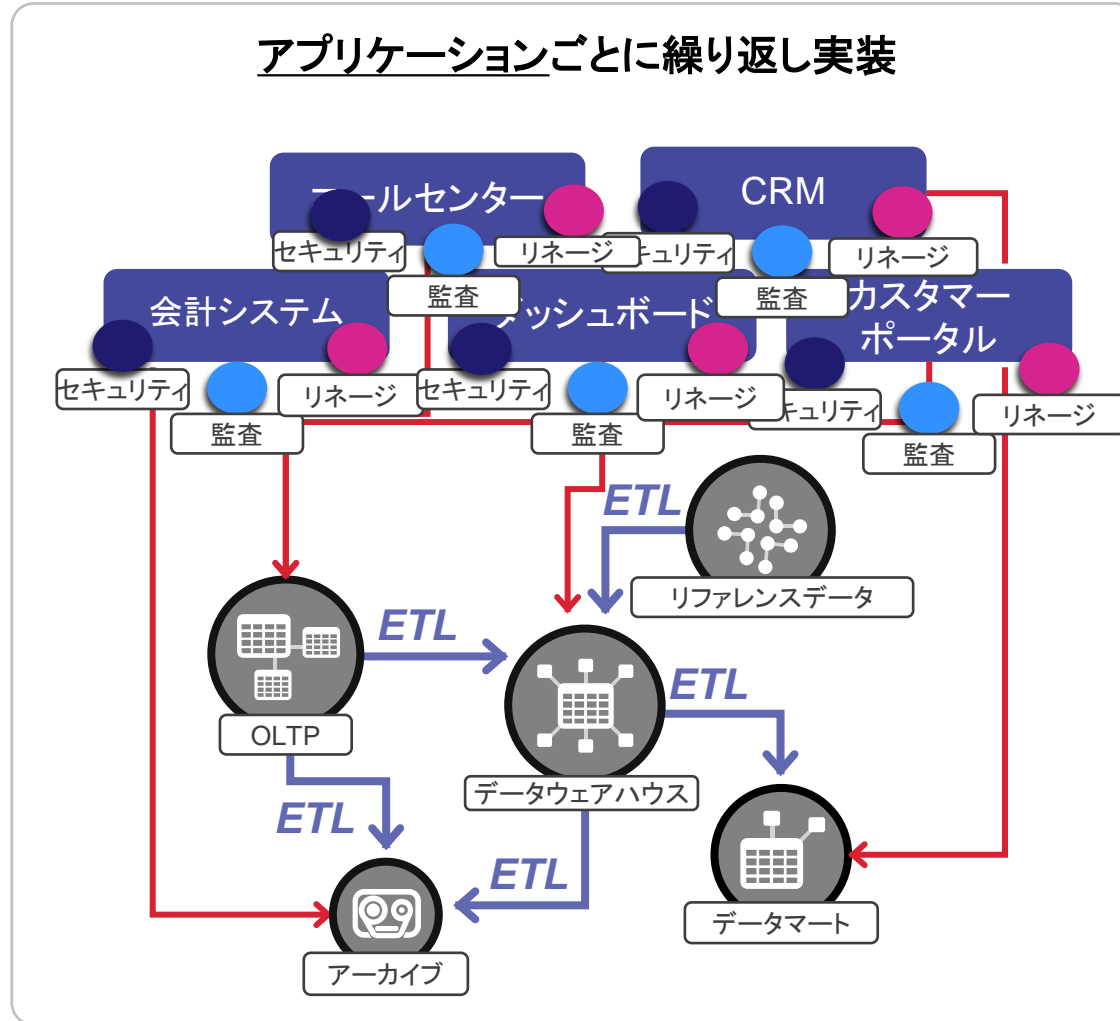 アプリケーションごとに繰り返し実装
コールセンター
CRM
セキュリティ
リネージ
セキュリティ
リネージ
監査
監査
会計システム
ダッシュボード
カスタマー
ポータル
セキュリティ
リネージ
セキュリティ
リネージ
セキュリティ
リネージ
監査
監査
監査
ETL
リファレンスデータ
ETL
ETL
OLTP
データウェアハウス
ETL
ETL
データマート
アーカイブ